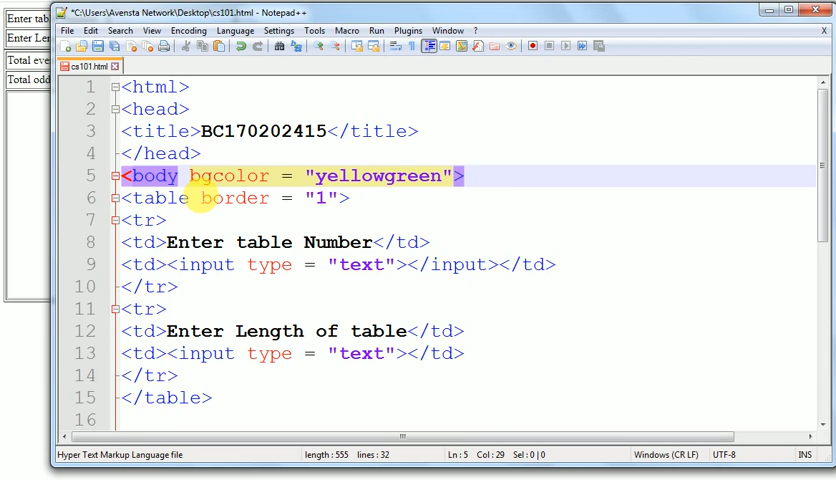 *C:\Users\Avensta Network\Desktop\cs101.html - Notepad++
File Edit Search View Encoding Language Settings Tools Macro Run Plugins Window ? X
cs101.html
Enter tab
Enter Len
Total eve
Total odd
1 <html>
2 <head>
3 <title>BC170202415</title>
4 </head>
5 <body bgcolor = "yellowgreen">
6 <table border = "1">
7 <tr>
8 <td>Enter table Number</td>
9 <td><input type = "text"></input></td>
10 </tr>
11 <tr>
12 <td>Enter Length of table</td>
13 <td><input type = "text"></td>
14 </tr>
15 </table>
16
Hyper Text Markup Language file length : 555 lines : 32 Ln : 5 Col : 29 Sel : 0 | 0 Windows (CR LF) UTF-8 INS